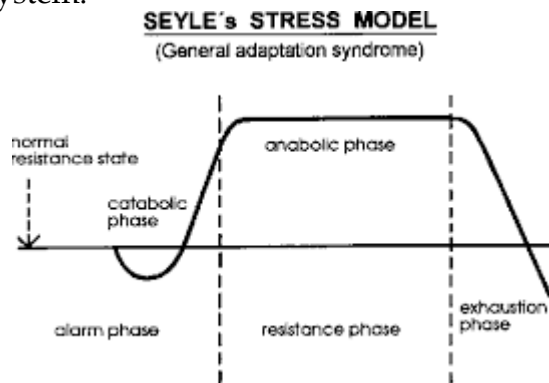 ystem.
SEYLE´s STRESS MODEL
(General adaptation syndrome)
normal
resistance state
anabolic phase
catabolic
phase
alarm phase
resistance phase
exhaustion
phase